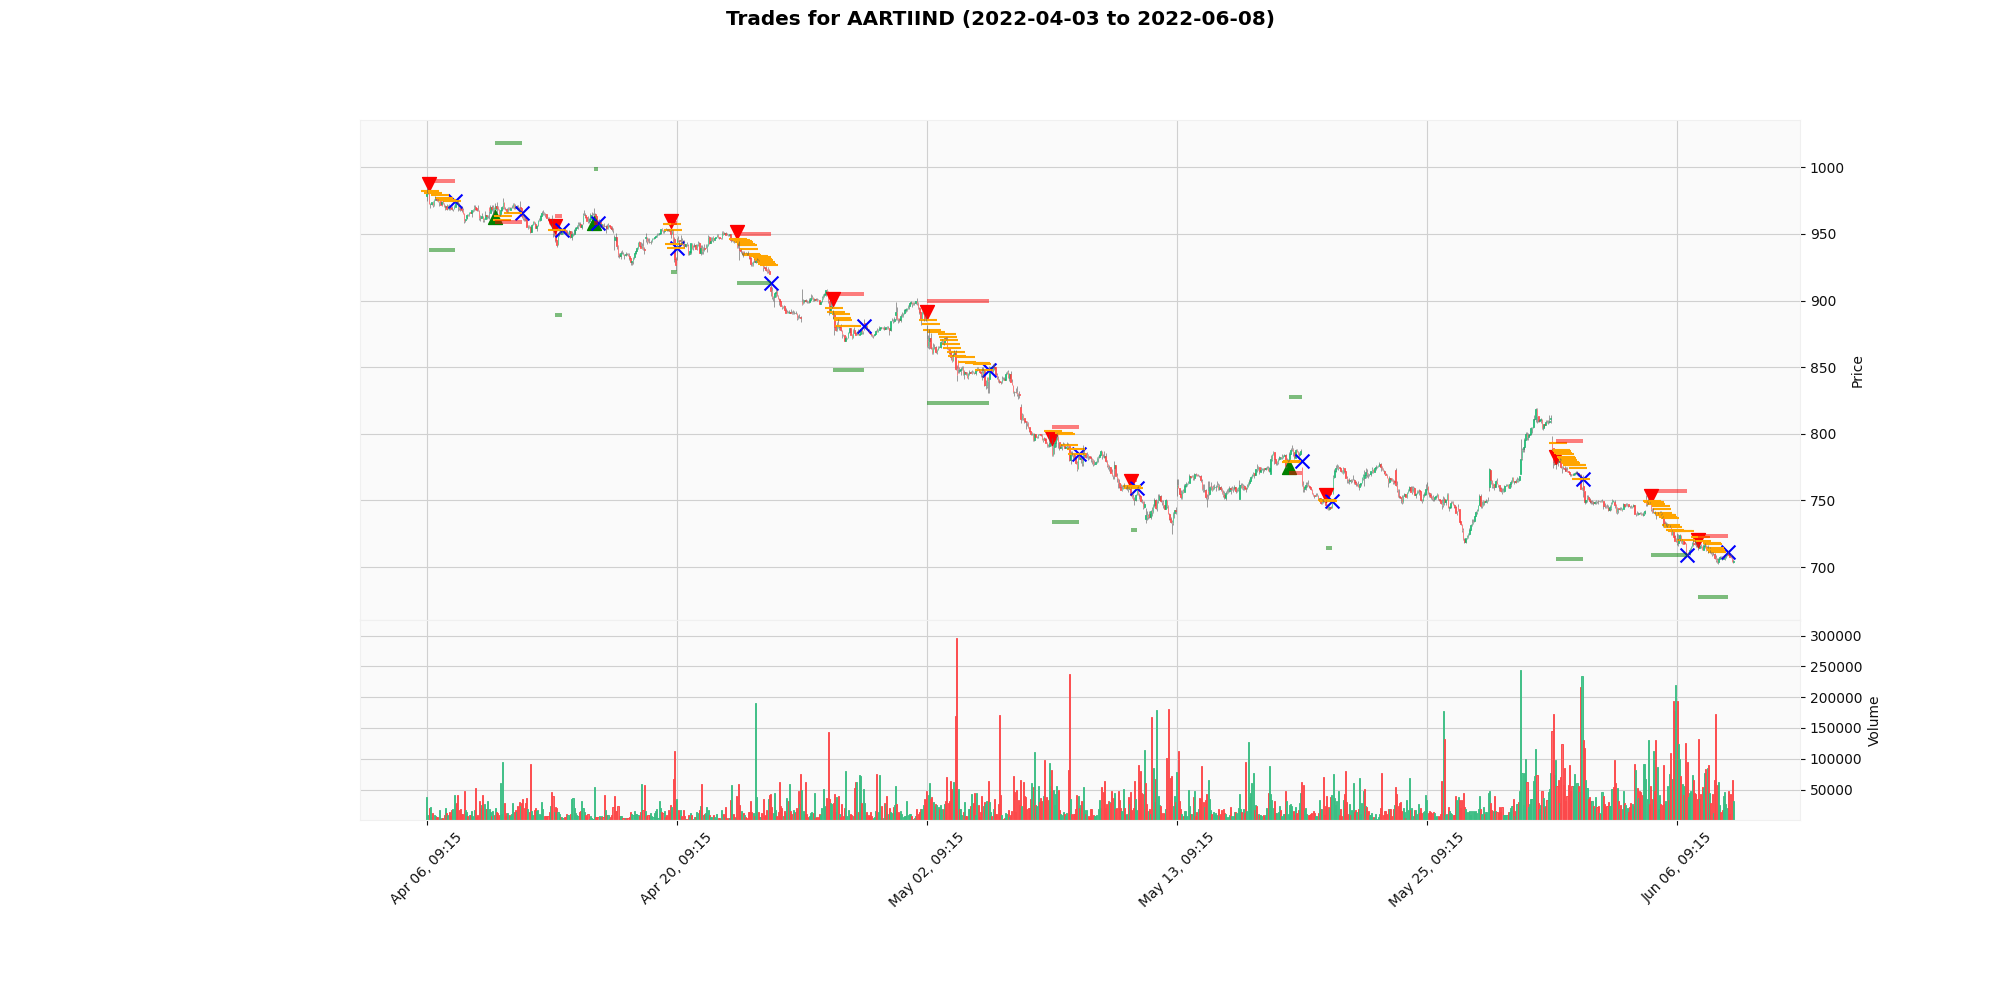 Trades for AARTIIND (2022-04-03 to 2022-06-08)
1000
950
900
850
800
750
700
Price
300000
250000
200000
150000
100000
50000
Volume
Apr 06, 09:15
Apr 20, 09:15
May 02, 09:15
May 13, 09:15
May 25, 09:15
Jun 06, 09:15